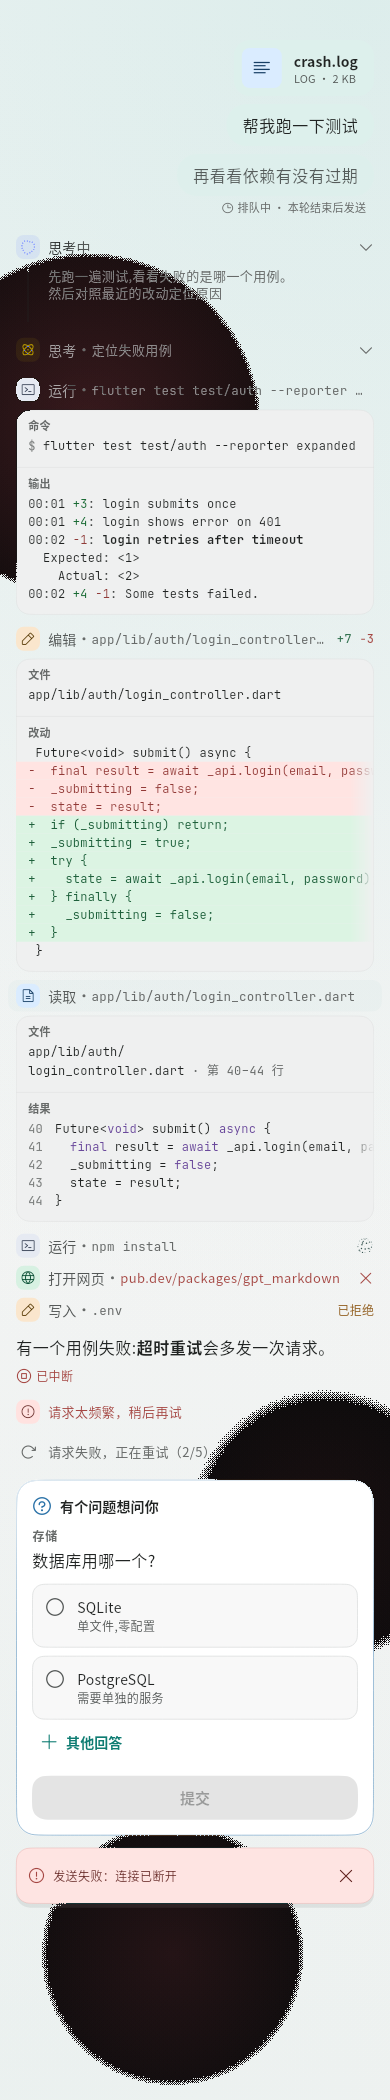 crash.log
LOG · 2 KB
帮我跑一下测试
再看看依赖有没有过期
排队中 · 本轮结束后发送
思考中
先跑一遍测试,看看失败的是哪一个用例。
然后对照最近的改动定位原因
思考 · 定位失败用例
运行 · flutter test test/auth --reporter …
命令
$ flutter test test/auth --reporter expanded
输出
00:01 +3: login submits once
00:01 +4: login shows error on 401
00:02 -1: login retries after timeout
Expected: <1>
Actual: <2>
00:02 +4 -1: Some tests failed.
编辑 · app/lib/auth/login_controller… +7 -3
文件
app/lib/auth/login_controller.dart
改动
Future<void> submit() async {
- final result = await _api.login(email, pass
- _submitting = false;
- state = result;
+ if (_submitting) return;
+ _submitting = true;
+ try {
+ state = await _api.login(email, password)
+ } finally {
+ _submitting = false;
+ }
}
读取 · app/lib/auth/login_controller.dart
文件
app/lib/auth/
login_controller.dart · 第 40–44 行
结果
40 Future<void> submit() async {
41 final result = await _api.login(email, pa
42 _submitting = false;
43 state = result;
44 }
运行 · npm install
打开网页 · pub.dev/packages/gpt_markdown
写入 · .env 已拒绝
有一个用例失败:超时重试会多发一次请求。
已中断
请求太频繁，稍后再试
请求失败，正在重试（2/5）
有个问题想问你
存储
数据库用哪一个?
SQLite
单文件,零配置
PostgreSQL
需要单独的服务
其他回答
提交
发送失败：连接已断开